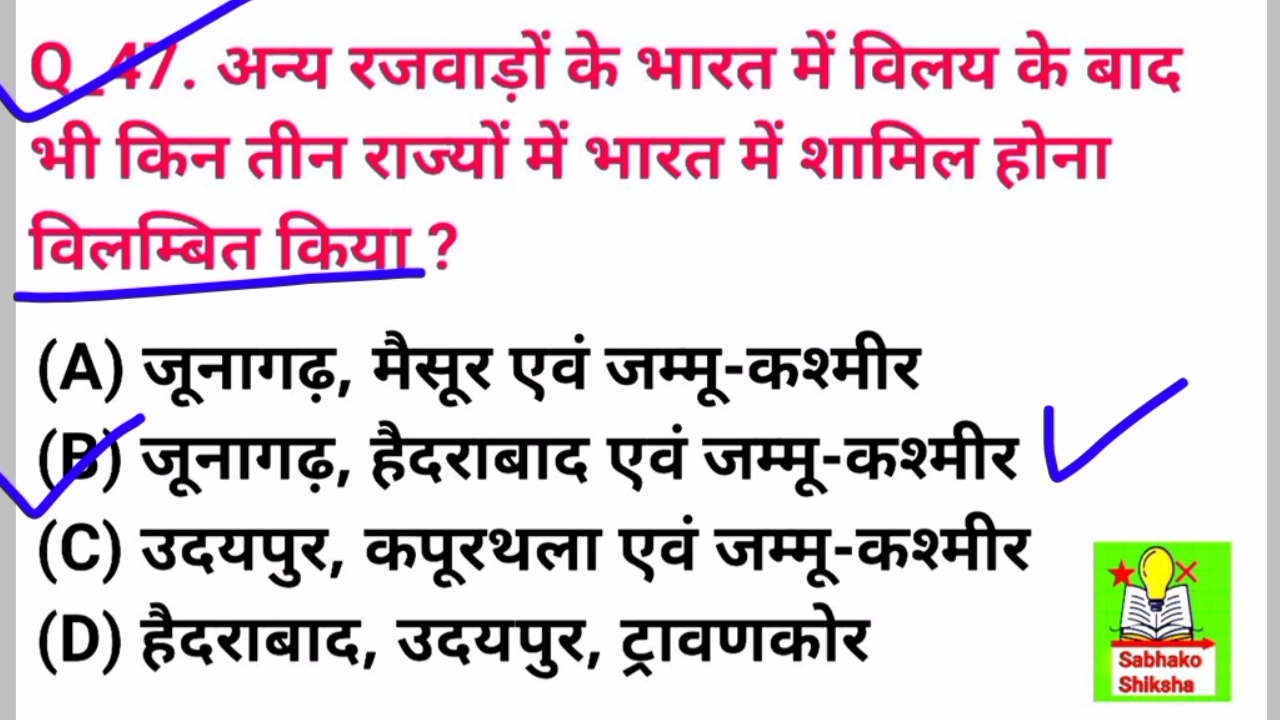 Q_47. अन्य रजवाड़ों के भारत में विलय के बाद
भी किन तीन राज्यों में भारत में शामिल होना
विलम्बित किया ?
(A) जूनागढ़, मैसूर एवं जम्मू-कश्मीर
(B) जूनागढ़, हैदराबाद एवं जम्मू-कश्मीर
(C) उदयपुर, कपूरथला एवं जम्मू-कश्मीर
(D) हैदराबाद, उदयपुर, ट्रावणकोर
Sabhako
Shiksha